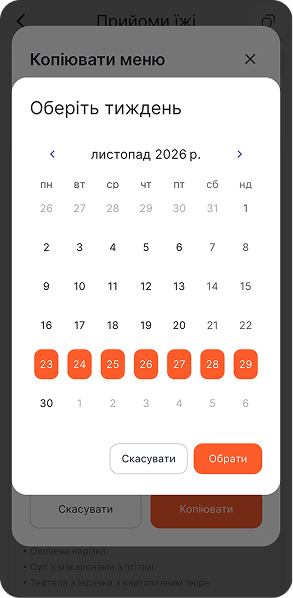 Прийоми їжі
Копіювати меню
Оберіть тиждень
листопад 2026 р.
пн вт ср чт пт сб нд
26 27 28 29 30 31 1
2 3 4 5 6 7 8
9 10 11 12 13 14 15
16 17 18 19 20 21 22
23 24 25 26 27 28 29
30 1 2 3 4 5 6
Скасувати Обрати
Скасувати Копіювати
• Овочева нарізка
• Суп з макаронами з птітімі
• Тефтеля з індички з картопляним пюре